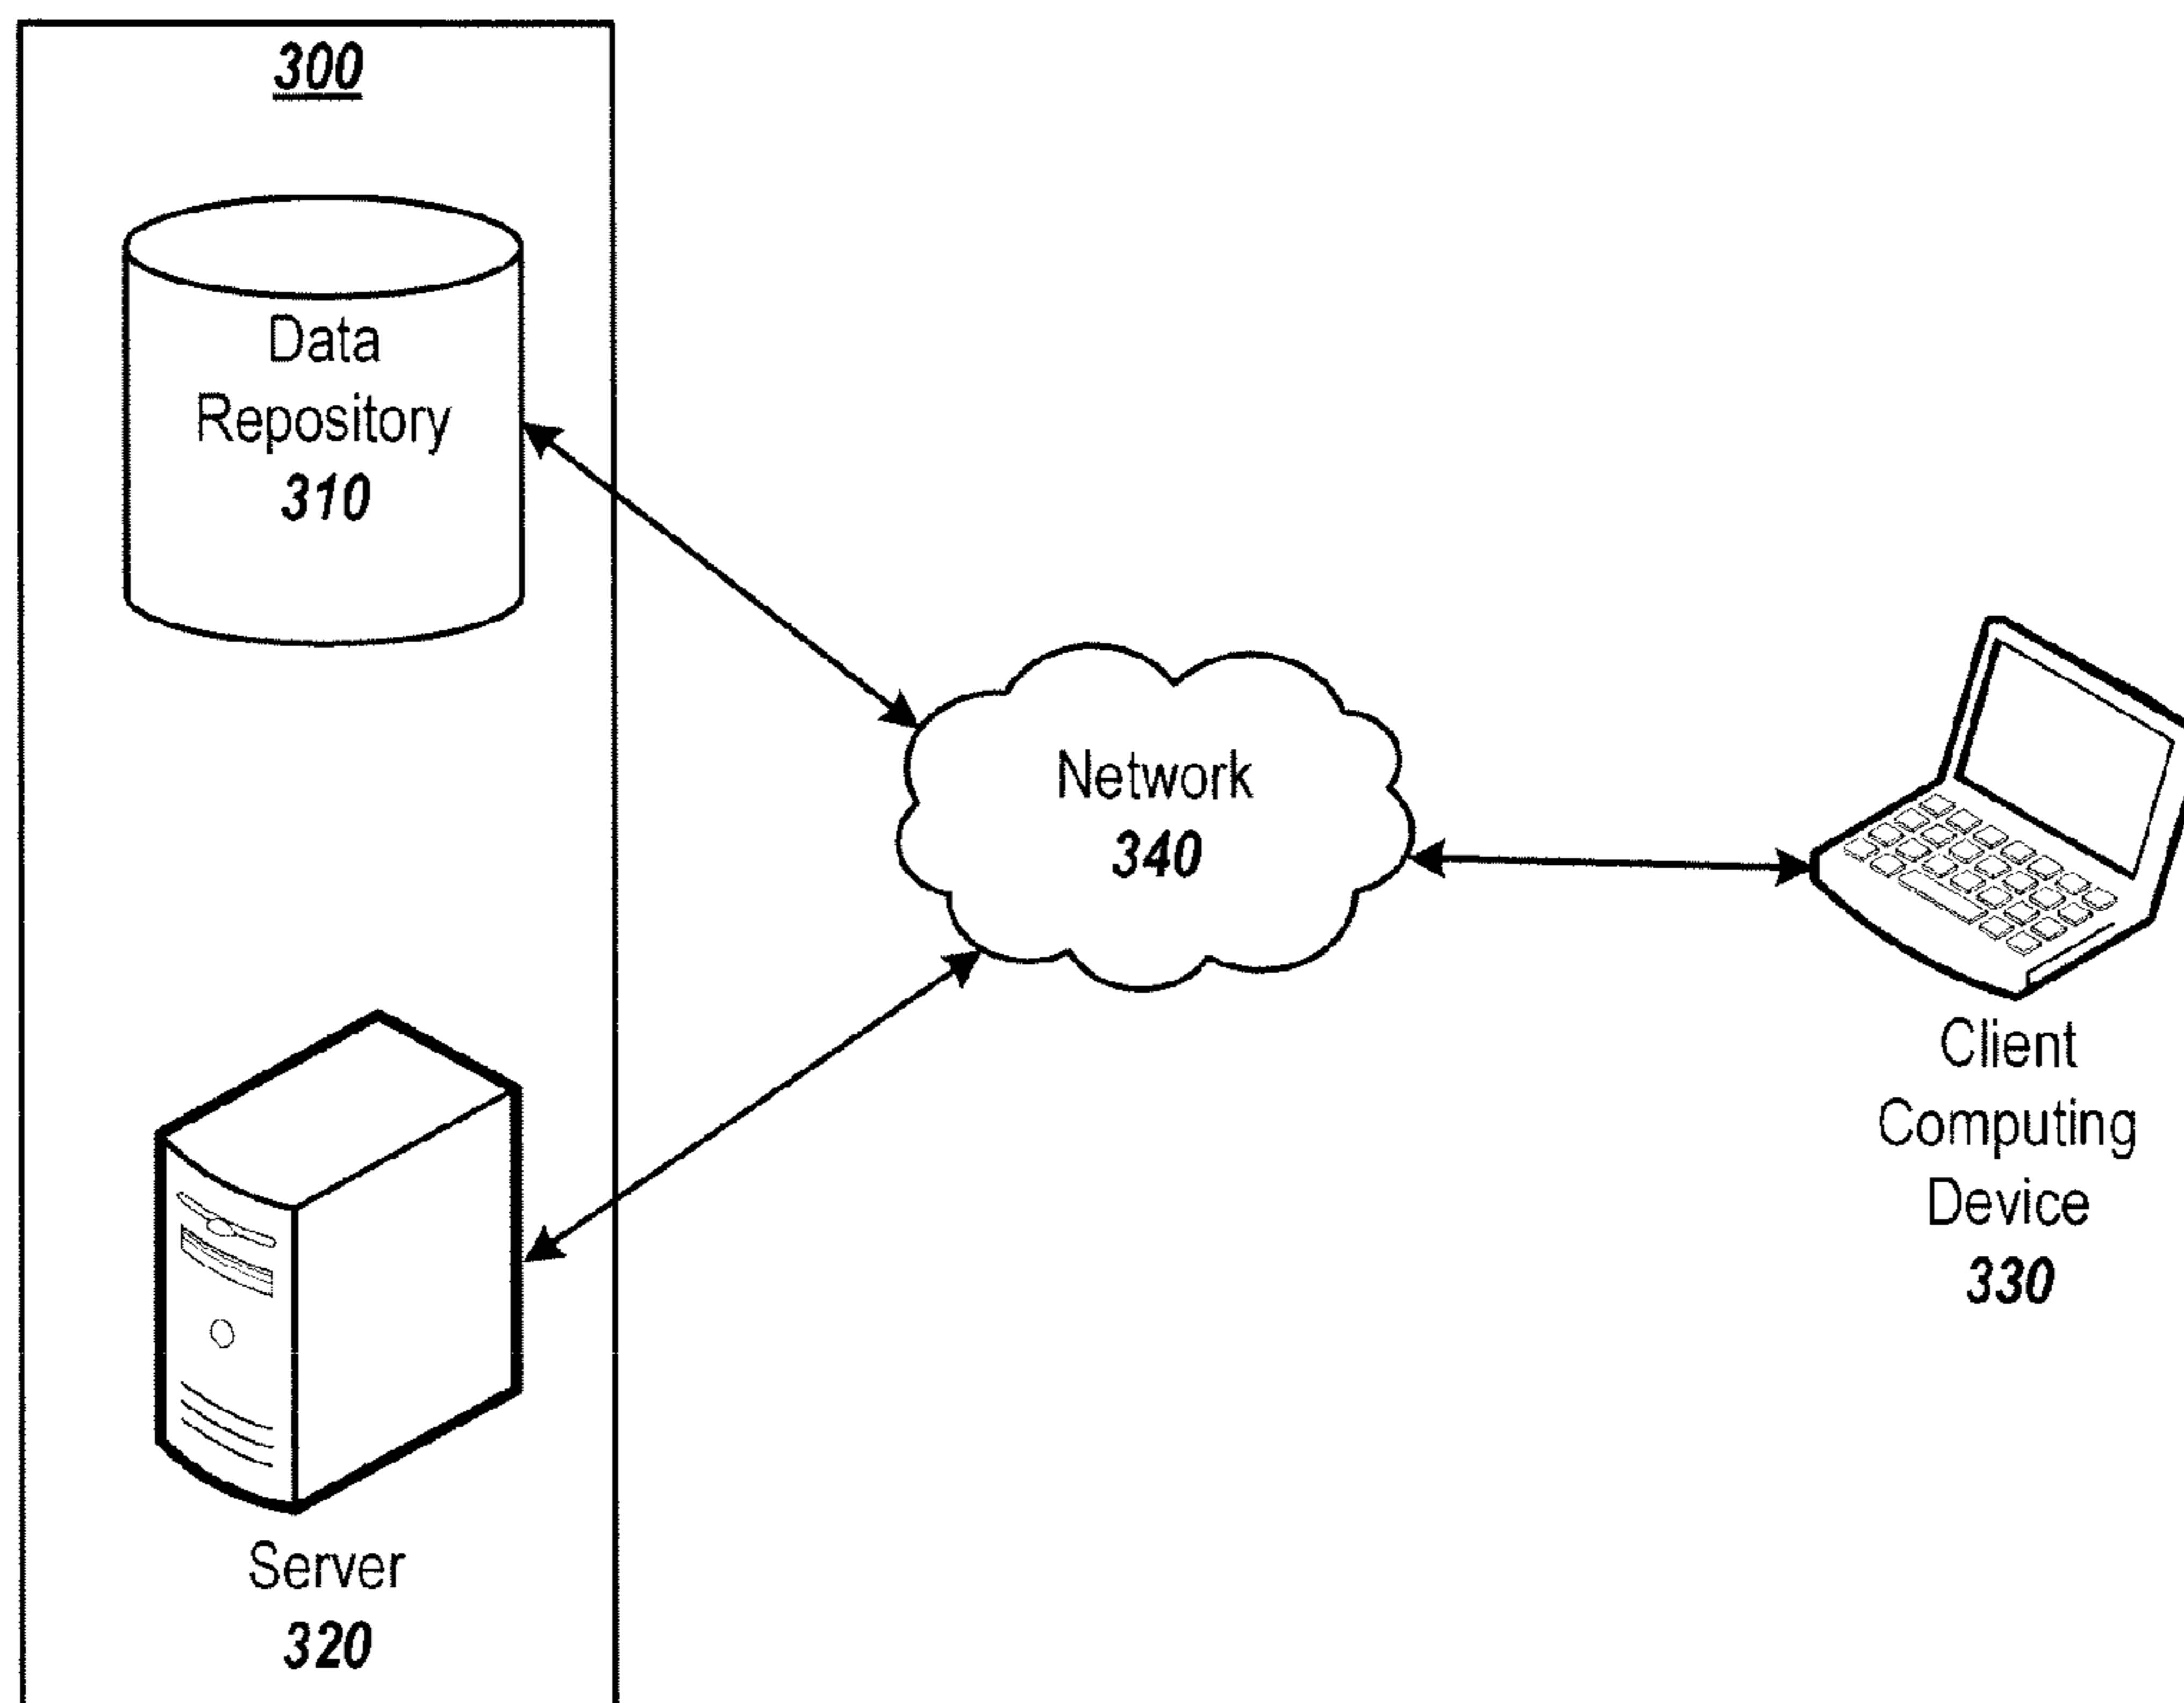 300
Data
Repository
310
Network
340
Client
Computing
Device
330
Server
320